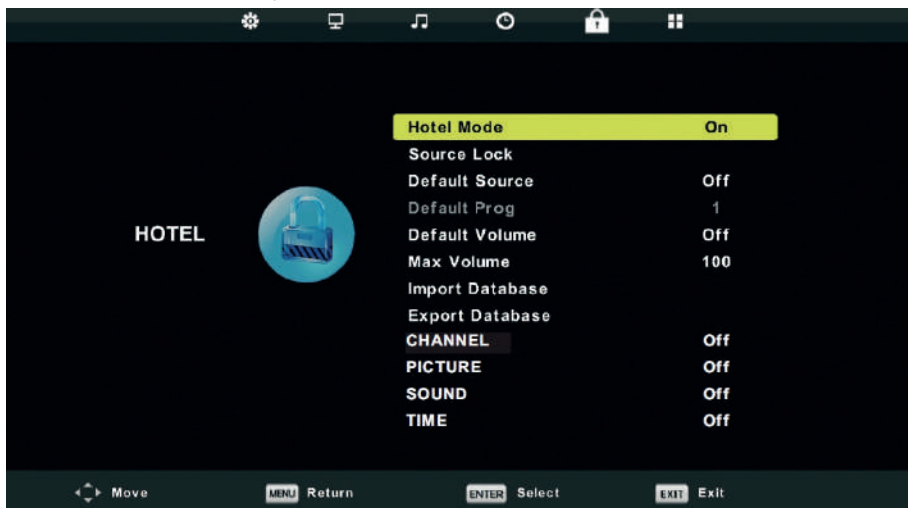 Hotel Mode On
Source Lock
Default Source Off
Default Prog 1
HOTEL
Default Volume Off
Max Volume 100
Import Database
Export Database
CHANNEL Off
PICTURE Off
SOUND Off
TIME Off
Move MENU Return ENTER Select EXIT Exit